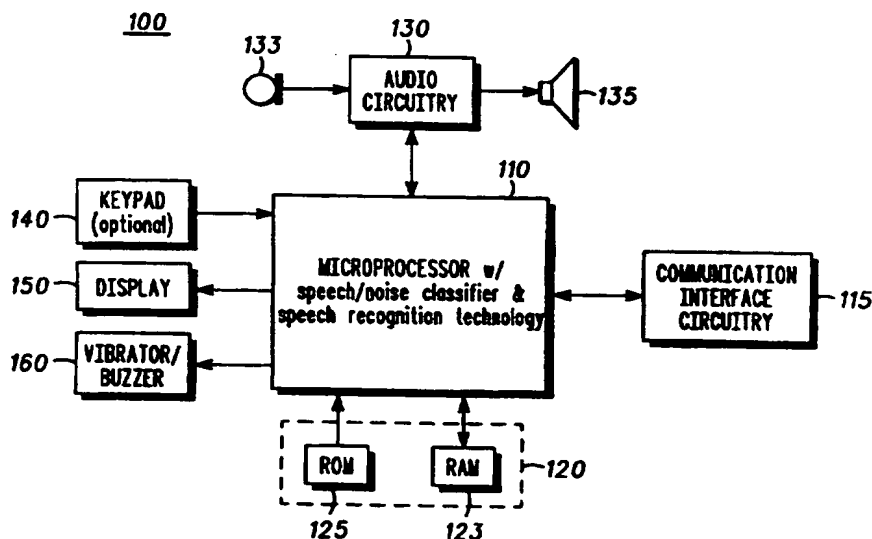 100
133
130
AUDIO
CIRCUITRY
135
110
KEYPAD
(optional)
140
MICROPROCESSOR w/
speech/noise classifier &
speech recognition technology
COMMUNICATION
INTERFACE
CIRCUITRY
115
150
DISPLAY
160
VIBRATOR/
BUZZER
ROM
RAM
120
125
123